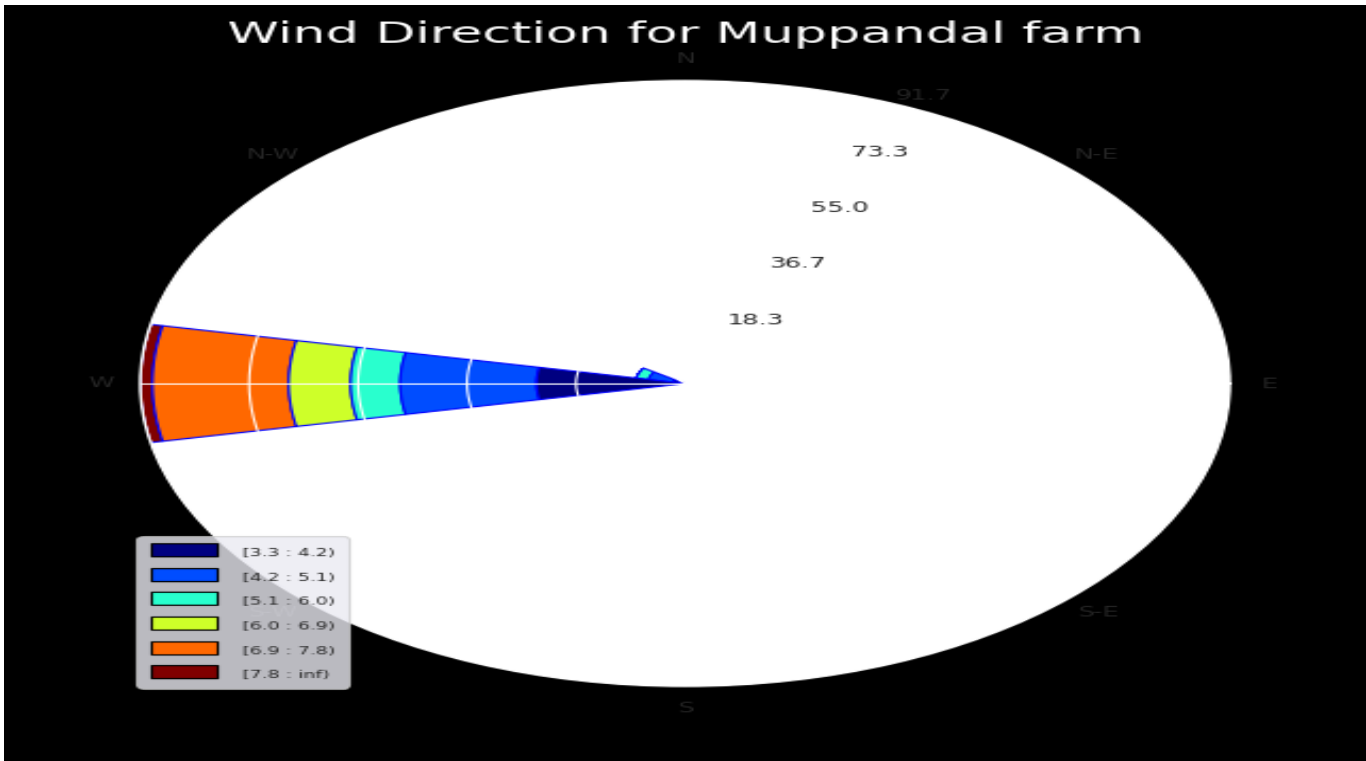 Wind Direction for Muppandal farm
N
91.7
N-W
73.3
N-E
55.0
36.7
18.3
W
E
[3.3 : 4.2)
[4.2 : 5.1)
[5.1 : 6.0)
[6.0 : 6.9)
[6.9 : 7.8)
[7.8 : inf)
S-E
S